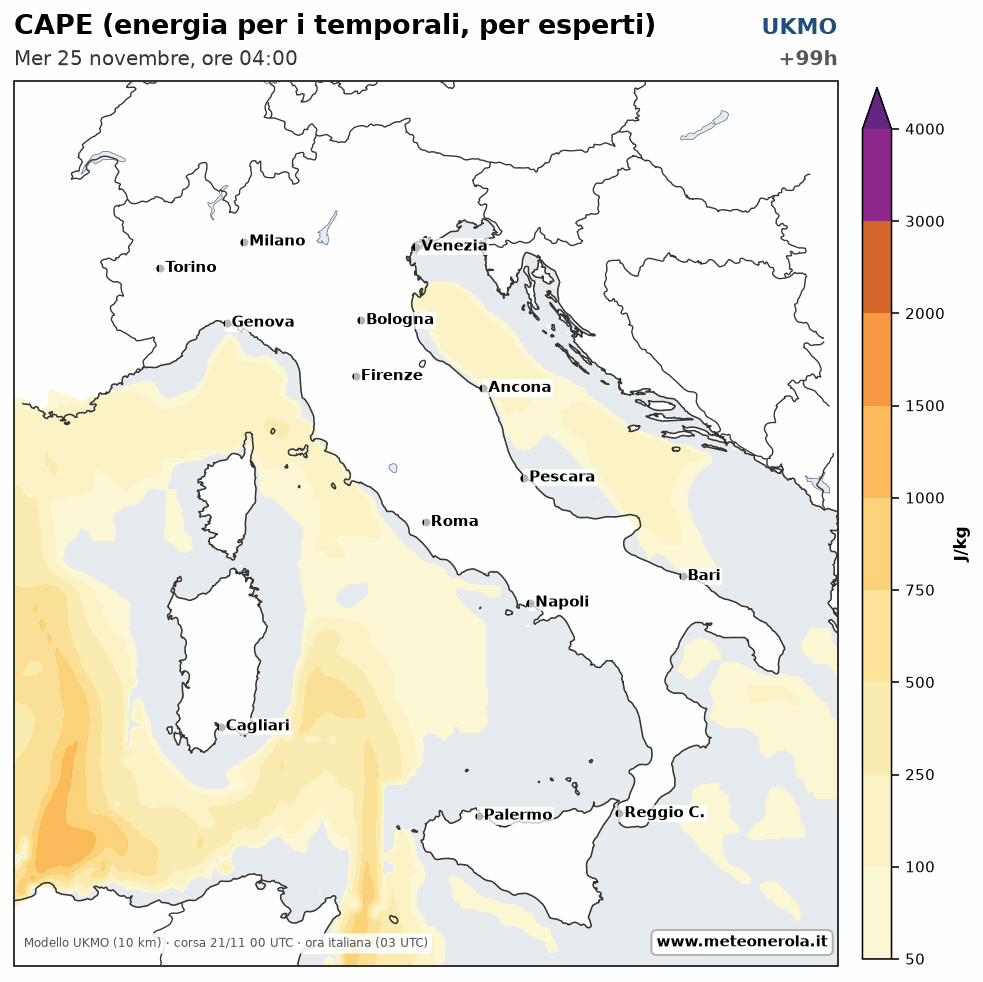 CAPE (energia per i temporali, per esperti)
UKMO
Mer 25 novembre, ore 04:00
+99h
4000
3000
2000
1500
1000
750
500
250
100
50
J/kg
Milano
Venezia
Torino
Genova
Bologna
Firenze
Ancona
Pescara
Roma
Bari
Napoli
Cagliari
Palermo
Reggio C.
Modello UKMO (10 km) · corsa 21/11 00 UTC · ora italiana (03 UTC)
www.meteonerola.it